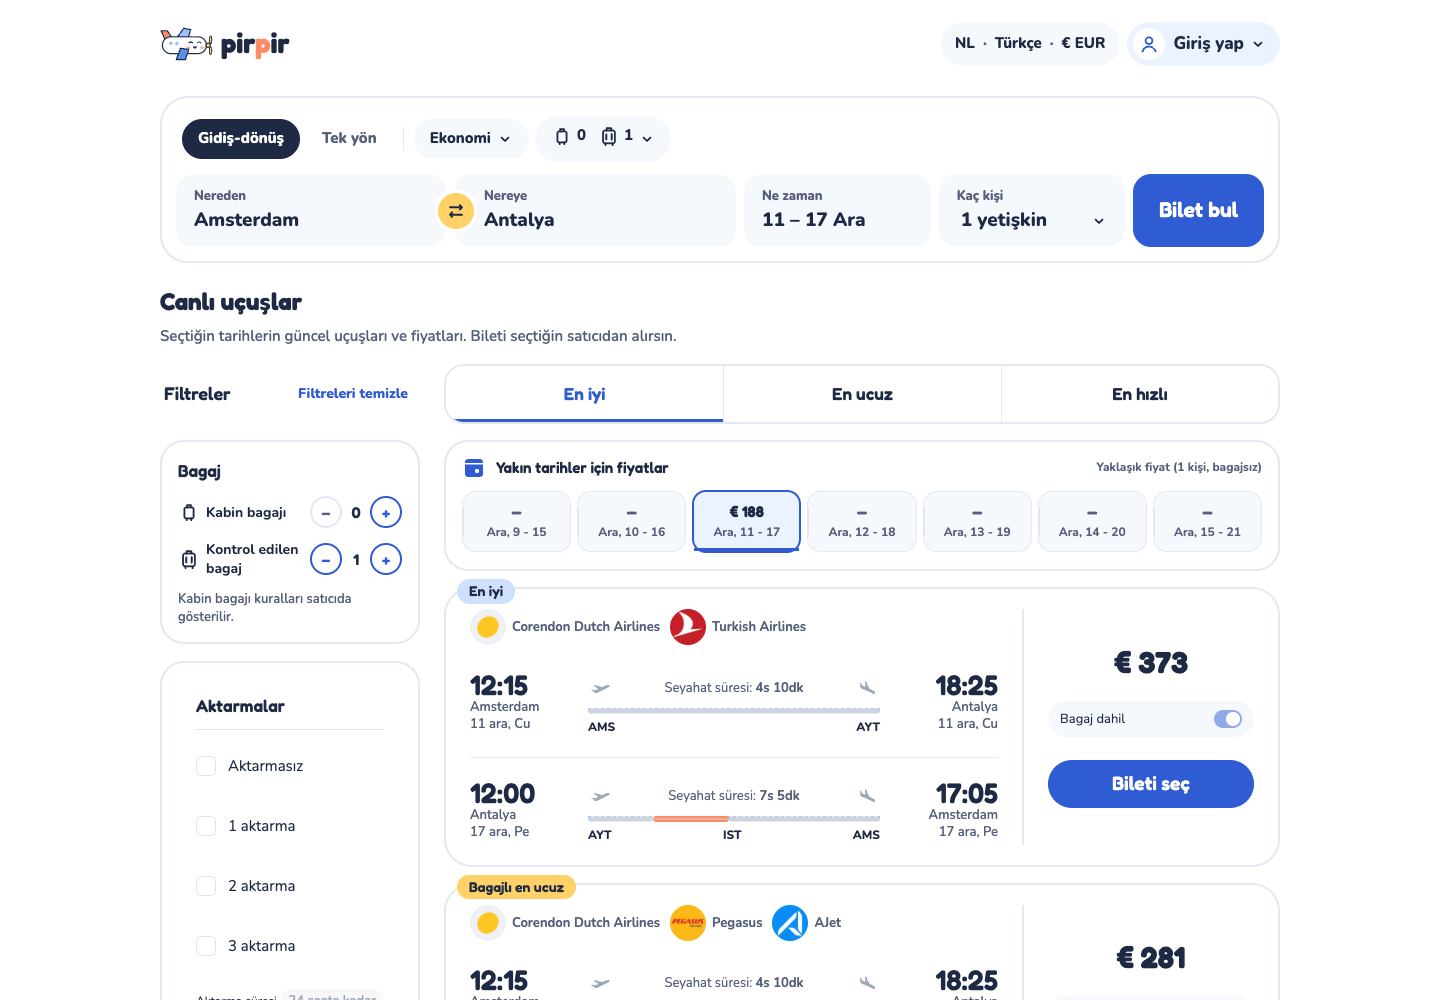 pirpir
NL · Türkçe · € EUR
Giriş yap
Gidiş-dönüş
Tek yön
Ekonomi
0
1
Nereden
Amsterdam
Nereye
Antalya
Ne zaman
11 – 17 Ara
Kaç kişi
1 yetişkin
Bilet bul
Canlı uçuşlar
Seçtiğin tarihlerin güncel uçuşları ve fiyatları. Bileti seçtiğin satıcıdan alırsın.
Filtreler
Filtreleri temizle
En iyi
En ucuz
En hızlı
Bagaj
Kabin bagajı
– 0 +
Kontrol edilen
bagaj
– 1 +
Kabin bagajı kuralları satıcıda
gösterilir.
Aktarmalar
Aktarmasız
1 aktarma
2 aktarma
3 aktarma
Yakın tarihler için fiyatlar
Yaklaşık fiyat (1 kişi, bagajsız)
–
Ara, 9 - 15
–
Ara, 10 - 16
€ 188
Ara, 11 - 17
–
Ara, 12 - 18
–
Ara, 13 - 19
–
Ara, 14 - 20
–
Ara, 15 - 21
En iyi
Corendon Dutch Airlines
Turkish Airlines
12:15
Amsterdam
11 ara, Cu
Seyahat süresi: 4s 10dk
AMS
AYT
18:25
Antalya
11 ara, Cu
12:00
Antalya
17 ara, Pe
Seyahat süresi: 7s 5dk
AYT
IST
AMS
17:05
Amsterdam
17 ara, Pe
€ 373
Bagaj dahil
Bileti seç
Bagajlı en ucuz
Corendon Dutch Airlines
PEGASUS
Pegasus
AJet
12:15
Seyahat süresi: 4s 10dk
18:25
€ 281